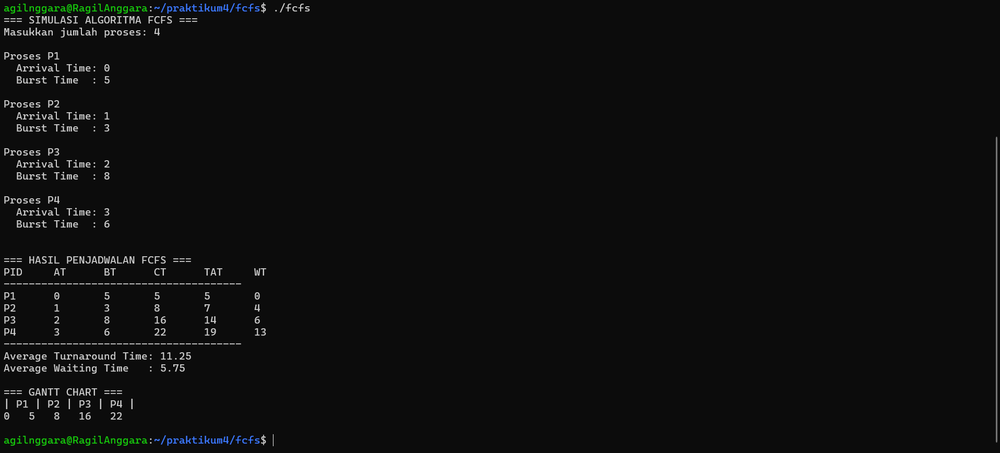 agilnggara@RagilAnggara:~/praktikum4/fcfs$ ./fcfs
=== SIMULASI ALGORITMA FCFS ===
Masukkan jumlah proses: 4

Proses P1
  Arrival Time: 0
  Burst Time  : 5

Proses P2
  Arrival Time: 1
  Burst Time  : 3

Proses P3
  Arrival Time: 2
  Burst Time  : 8

Proses P4
  Arrival Time: 3
  Burst Time  : 6


=== HASIL PENJADWALAN FCFS ===
PID     AT      BT      CT      TAT     WT
--------------------------------------
P1      0       5       5       5       0
P2      1       3       8       7       4
P3      2       8       16      14      6
P4      3       6       22      19      13
--------------------------------------
Average Turnaround Time: 11.25
Average Waiting Time   : 5.75

=== GANTT CHART ===
| P1 | P2 | P3 | P4 |
0   5   8   16   22

agilnggara@RagilAnggara:~/praktikum4/fcfs$